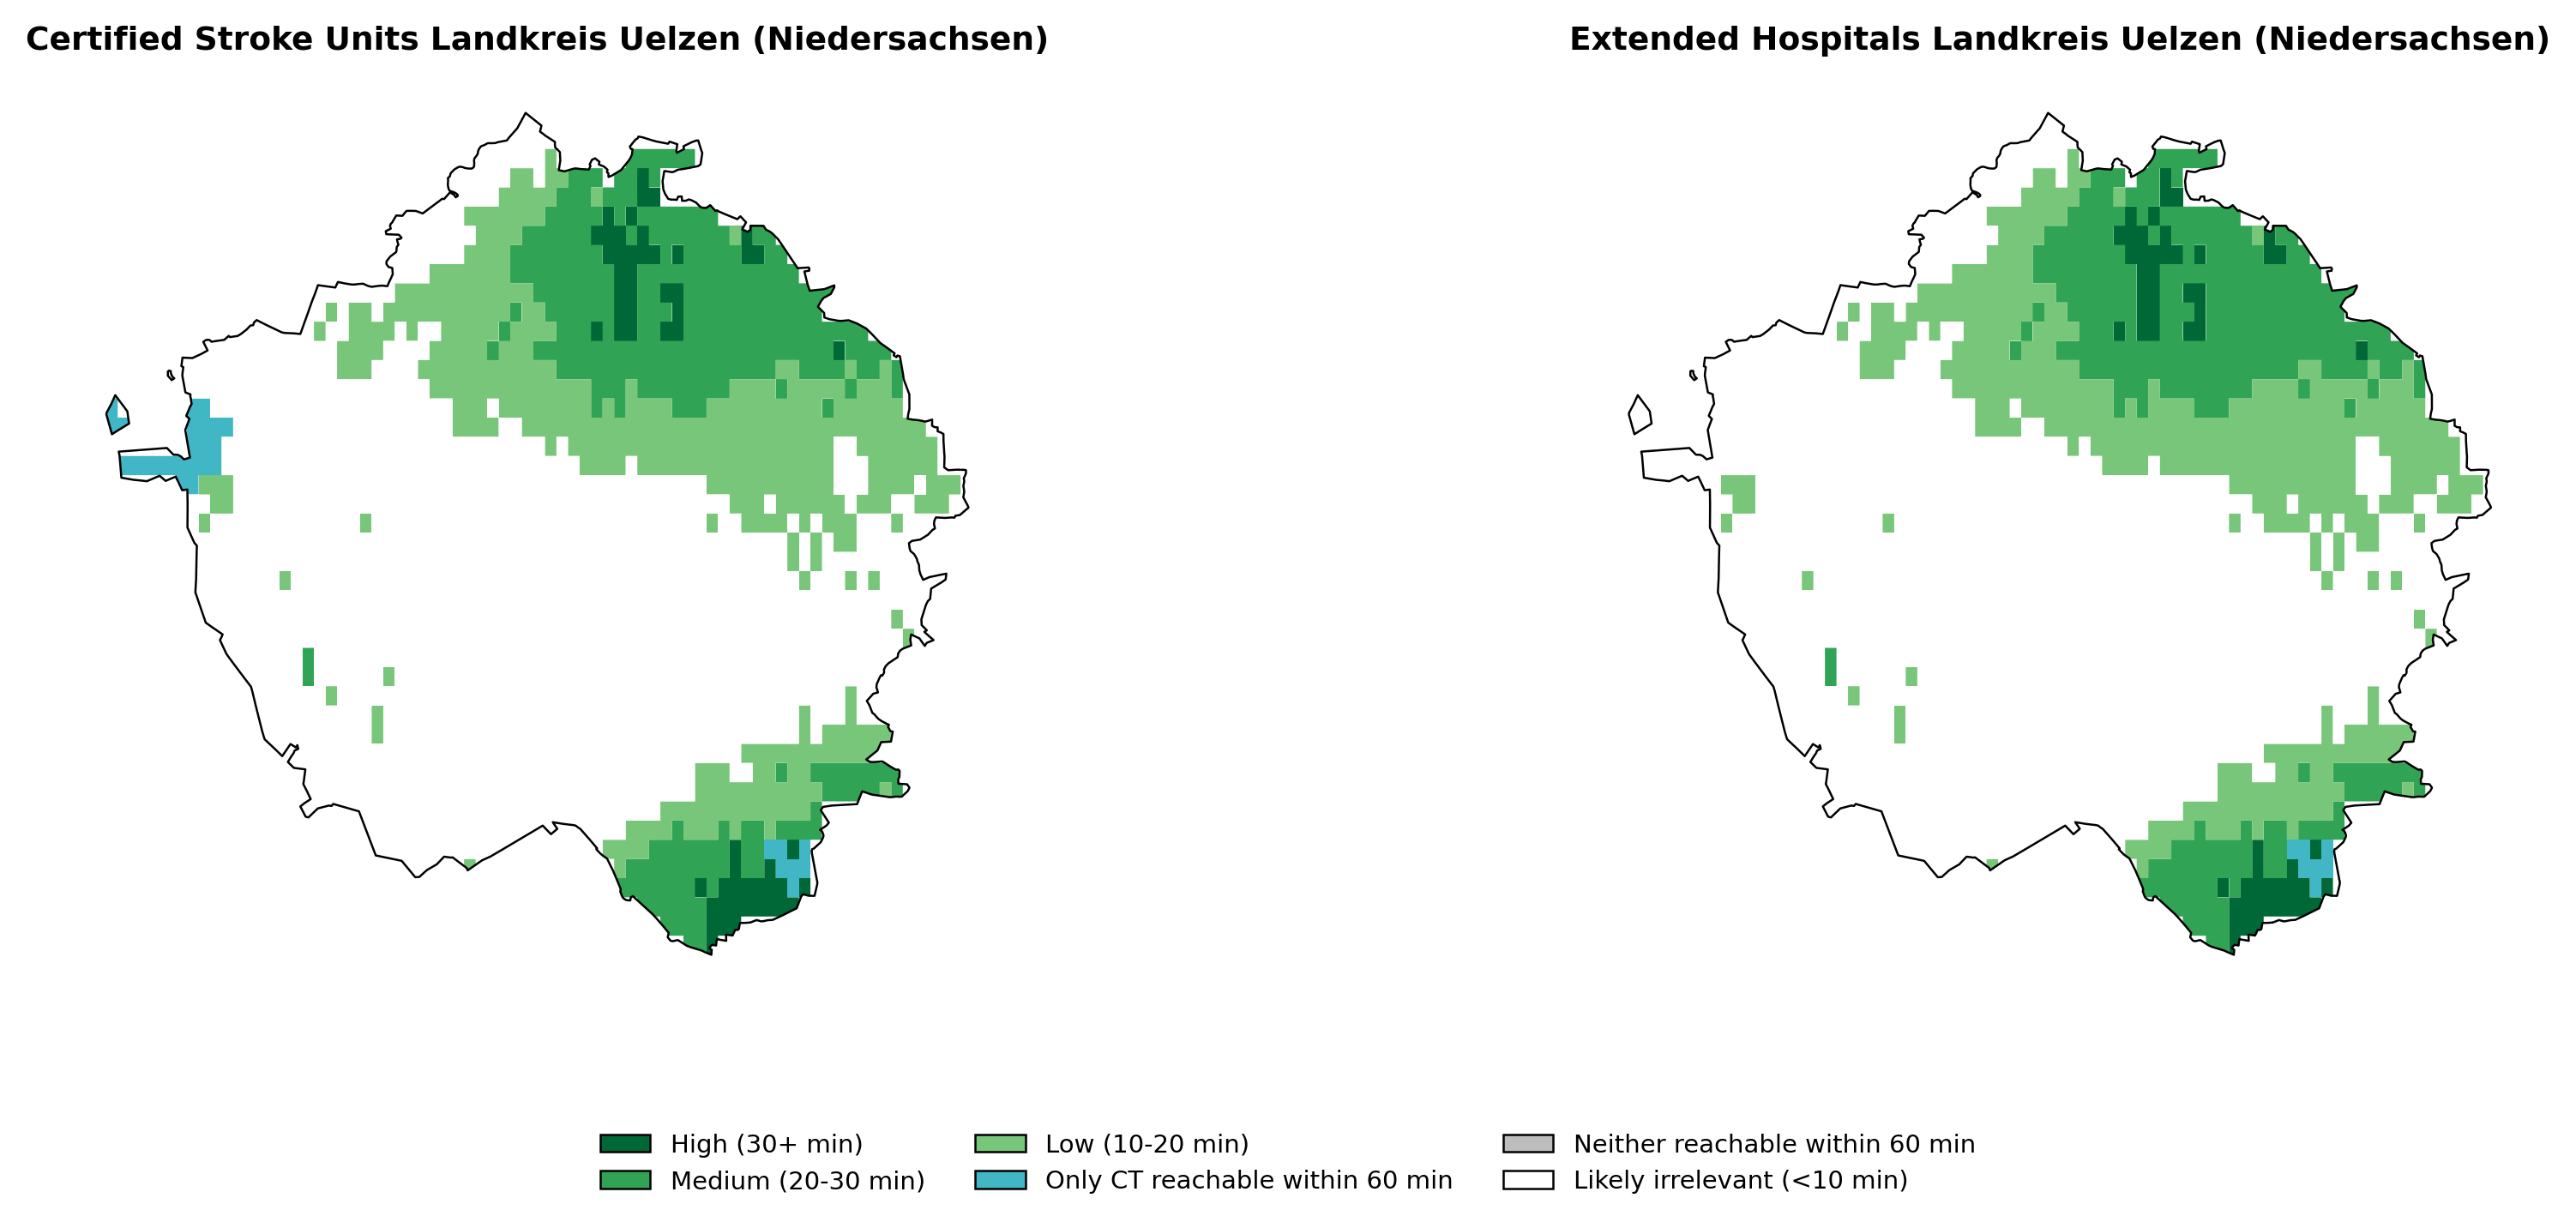 Certified Stroke Units Landkreis Uelzen (Niedersachsen)
Extended Hospitals Landkreis Uelzen (Niedersachsen)
High (30+ min)
Medium (20-30 min)
Low (10-20 min)
Only CT reachable within 60 min
Neither reachable within 60 min
Likely irrelevant (<10 min)